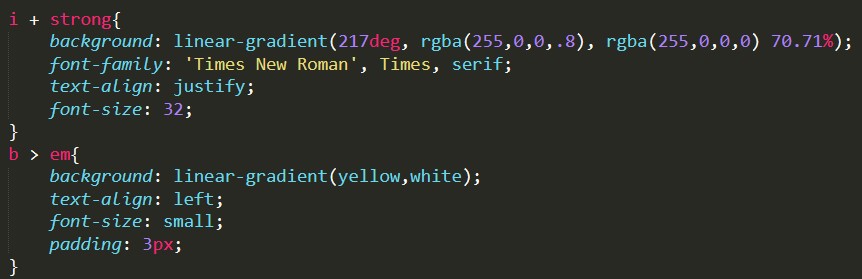 i + strong{
    background: linear-gradient(217deg, rgba(255,0,0,.8), rgba(255,0,0,0) 70.71%);
    font-family: 'Times New Roman', Times, serif;
    text-align: justify;
    font-size: 32;
}
b > em{
    background: linear-gradient(yellow,white);
    text-align: left;
    font-size: small;
    padding: 3px;
}